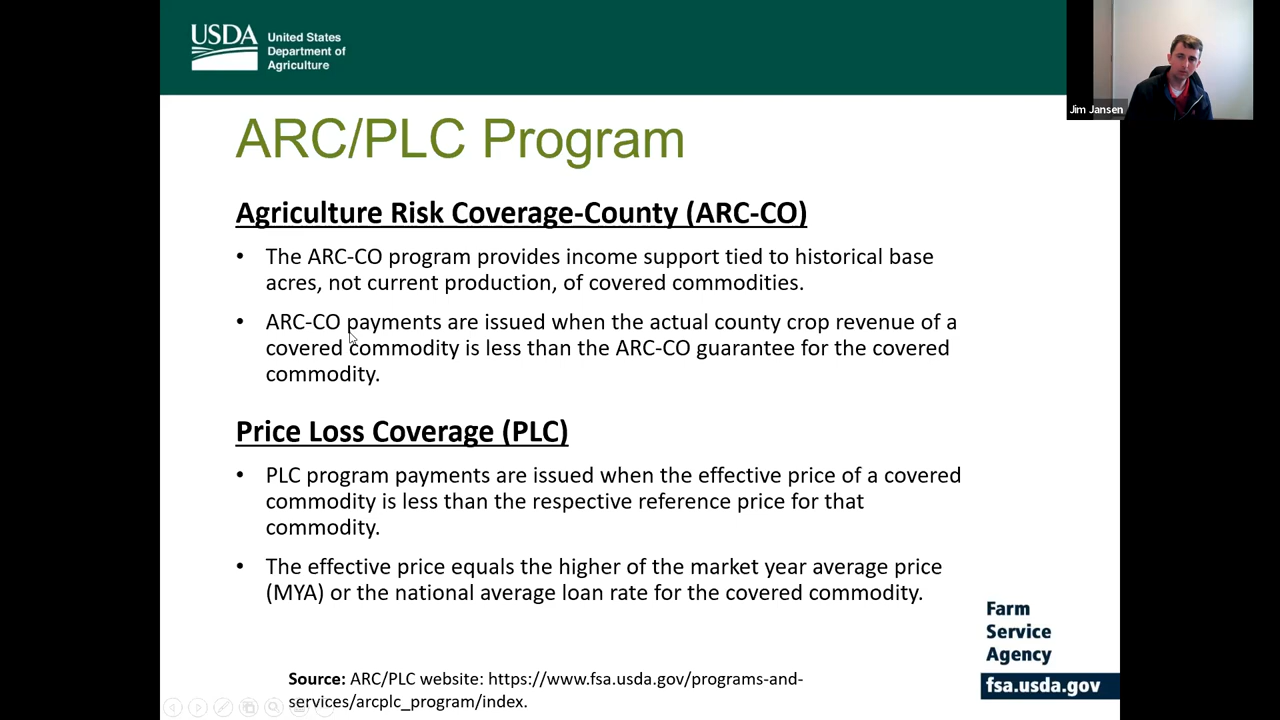 USDA
United States
Department of
Agriculture
Jim Jansen
ARC/PLC Program
Agriculture Risk Coverage-County (ARC-CO)
• The ARC-CO program provides income support tied to historical base
acres, not current production, of covered commodities.
• ARC-CO payments are issued when the actual county crop revenue of a
covered commodity is less than the ARC-CO guarantee for the covered
commodity.
Price Loss Coverage (PLC)
• PLC program payments are issued when the effective price of a covered
commodity is less than the respective reference price for that
commodity.
• The effective price equals the higher of the market year average price
(MYA) or the national average loan rate for the covered commodity.
Farm
Service
Agency
fsa.usda.gov
Source: ARC/PLC website: https://www.fsa.usda.gov/programs-and-
services/arcplc_program/index.